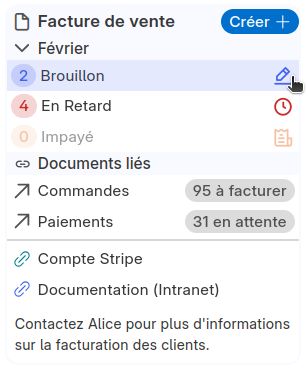 Facture de vente
Créer +
Février
2 Brouillon
4 En Retard
0 Impayé
Documents liés
Commandes 95 à facturer
Paiements 31 en attente
Compte Stripe
Documentation (Intranet)
Contactez Alice pour plus d'informations
sur la facturation des clients.